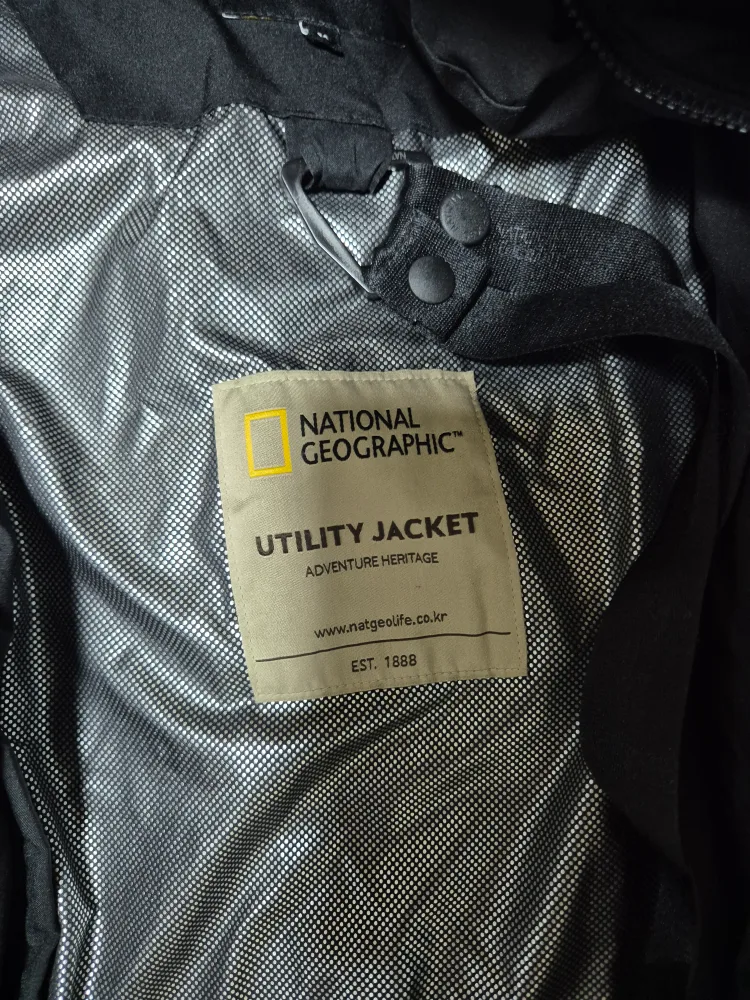 NATIONAL
GEOGRAPHIC™
UTILITY JACKET
ADVENTURE HERITAGE
www.natgeolife.co.kr
EST. 1888